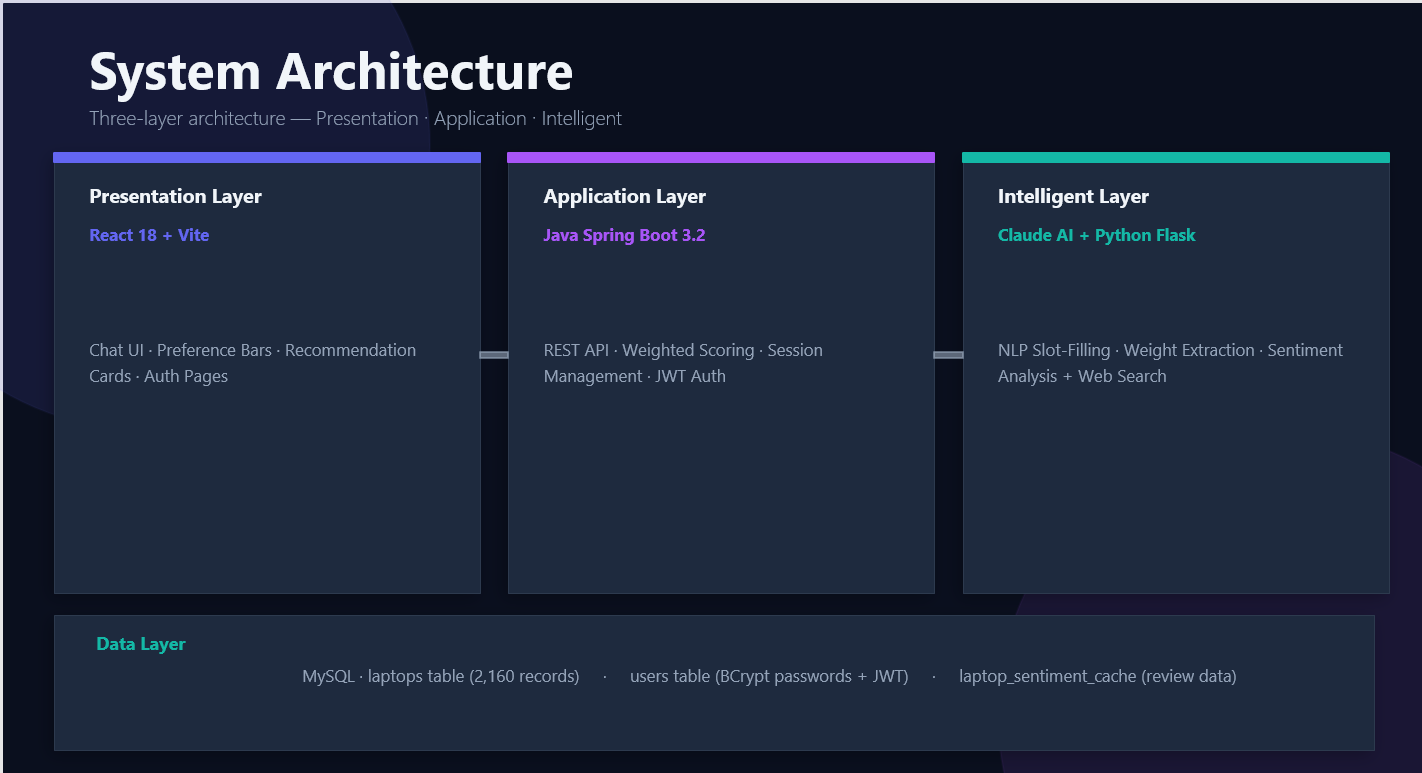 System Architecture
Three-layer architecture — Presentation · Application · Intelligent
Presentation Layer
React 18 + Vite
Chat UI · Preference Bars · Recommendation
Cards · Auth Pages
Application Layer
Java Spring Boot 3.2
REST API · Weighted Scoring · Session
Management · JWT Auth
Intelligent Layer
Claude AI + Python Flask
NLP Slot-Filling · Weight Extraction · Sentiment
Analysis + Web Search
Data Layer
MySQL · laptops table (2,160 records) · users table (BCrypt passwords + JWT) · laptop_sentiment_cache (review data)